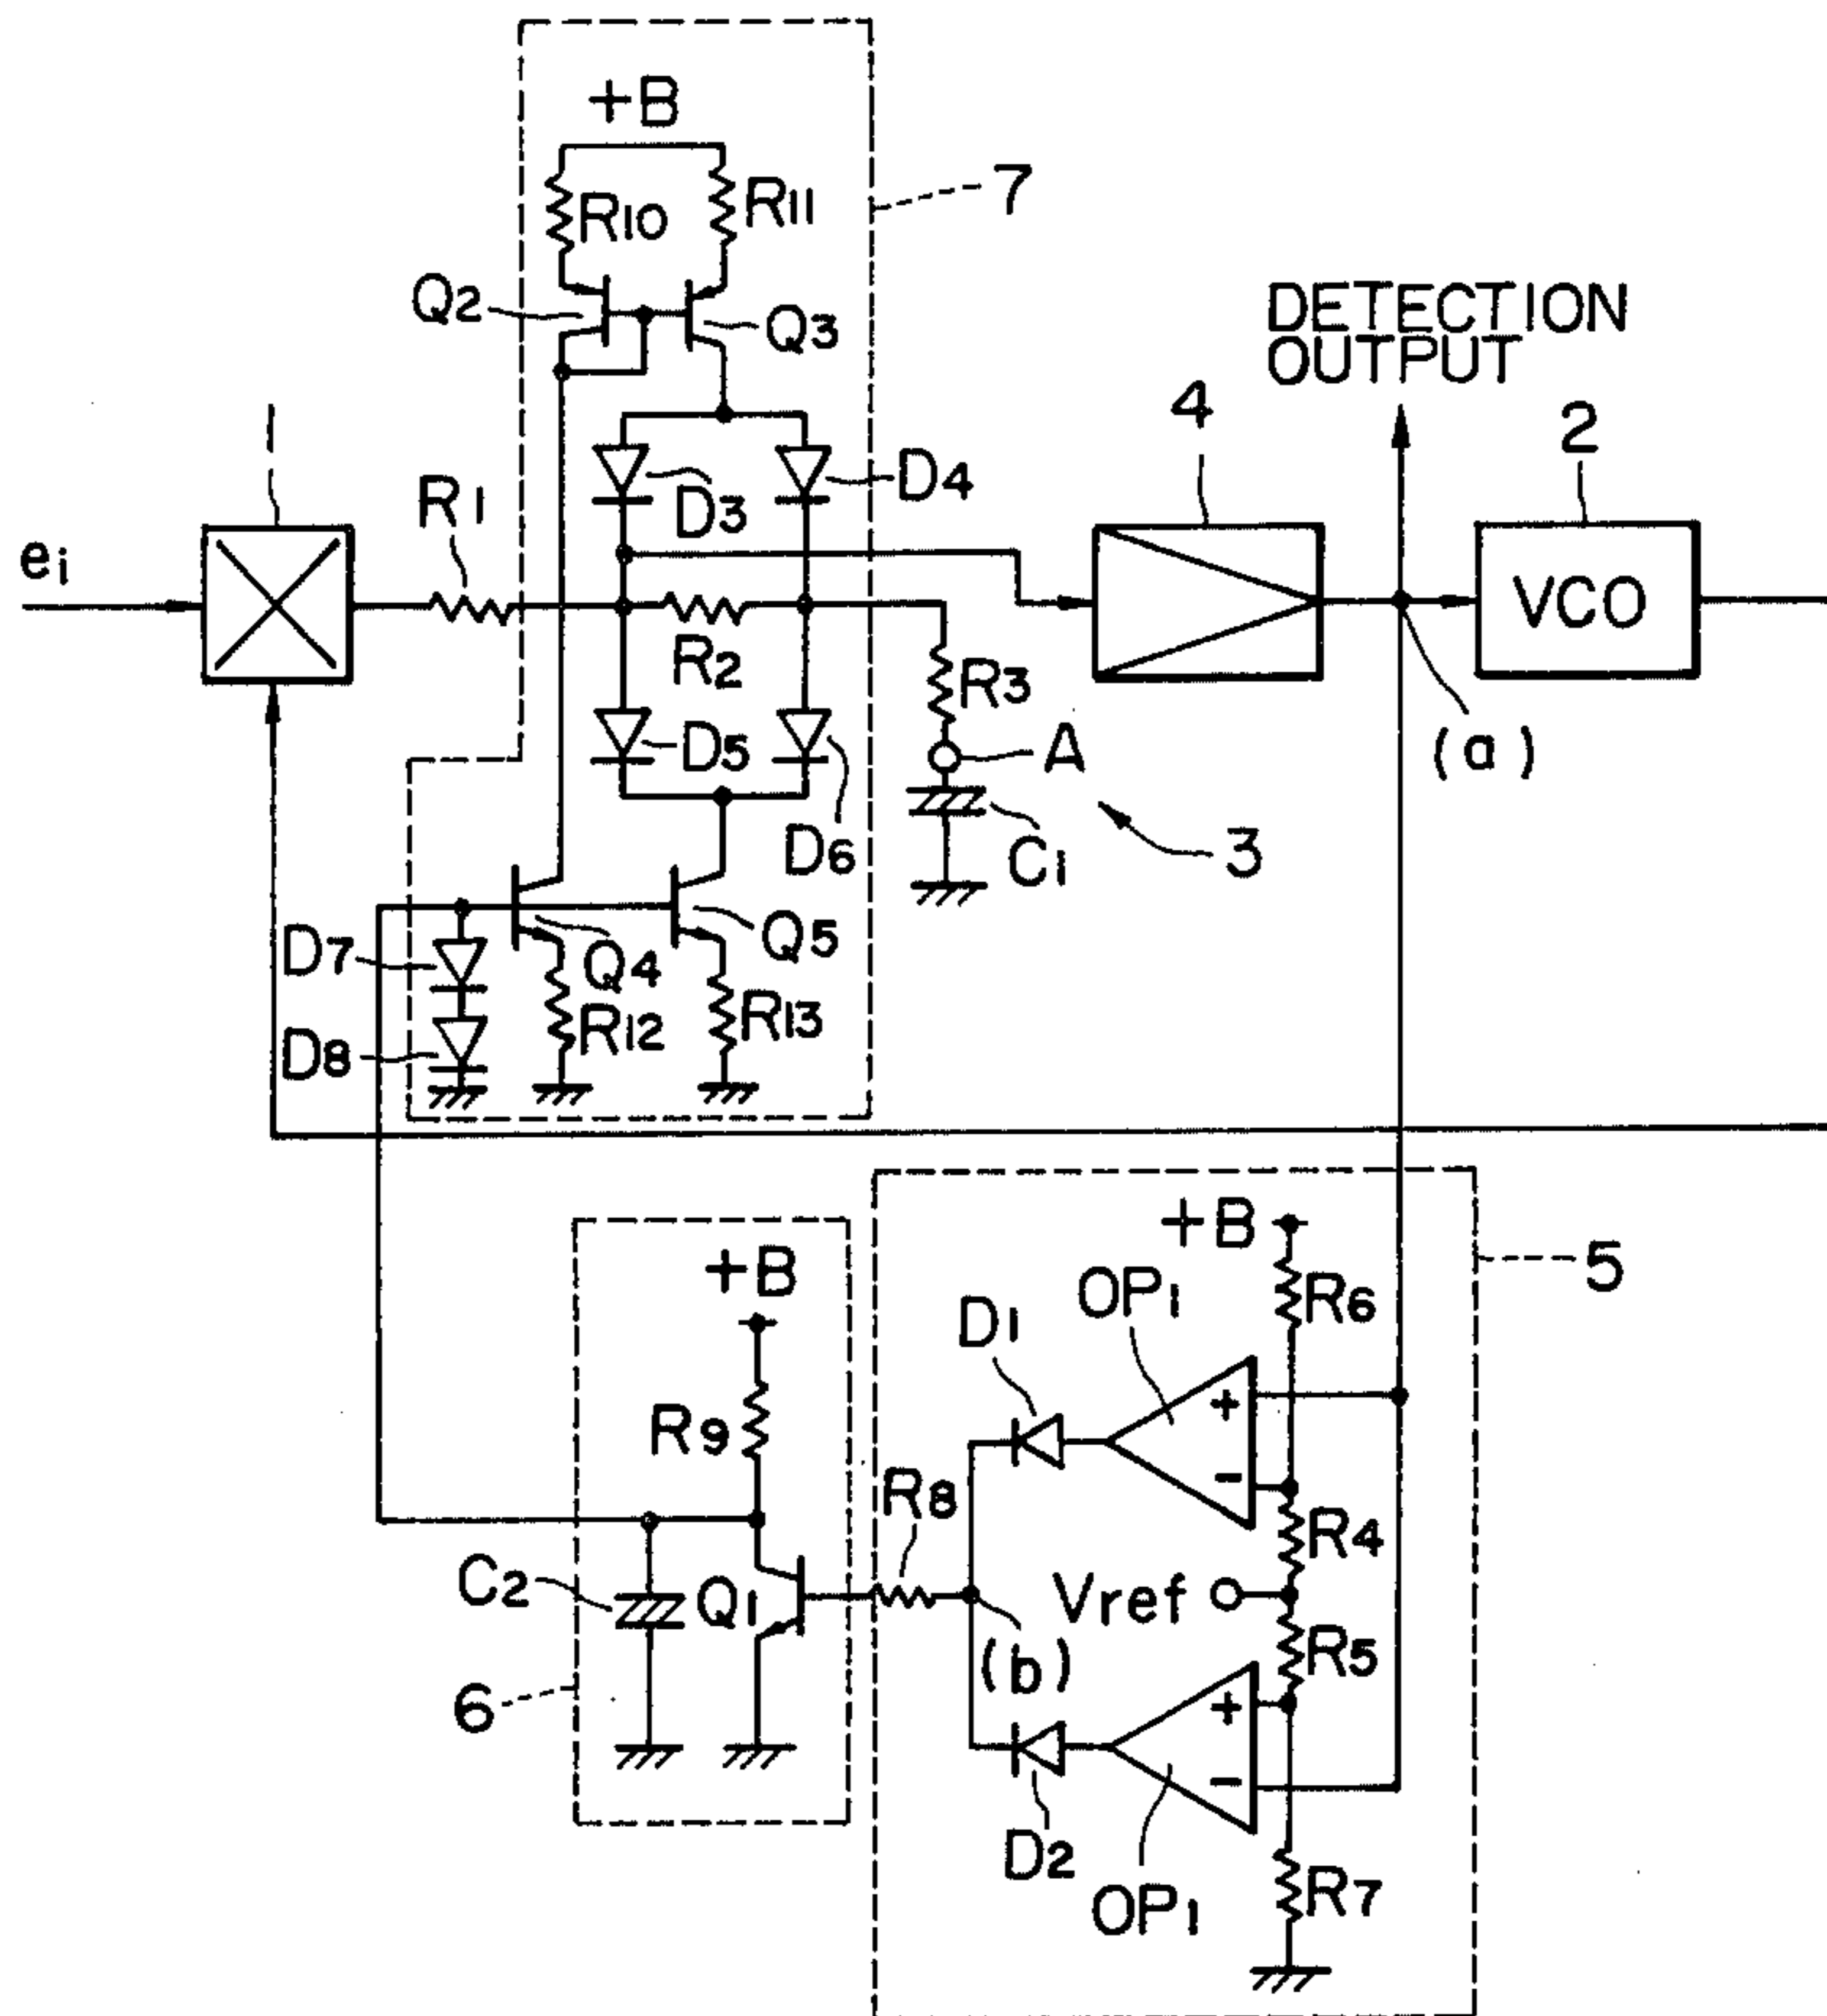 +B
7
R10
R11
Q2
Q3
DETECTION
OUTPUT
1
4
2
R1
D3
D4
ei
VCO
R2
R3
D5
A
(a)
D6
C1
3
D7
Q4
Q5
R12
R13
D8
+B
5
+B
OP1
R6
D1
+
R9
-
R8
R4
C2
Q1
Vref
(b)
R5
6
+
-
D2
OP1
R7